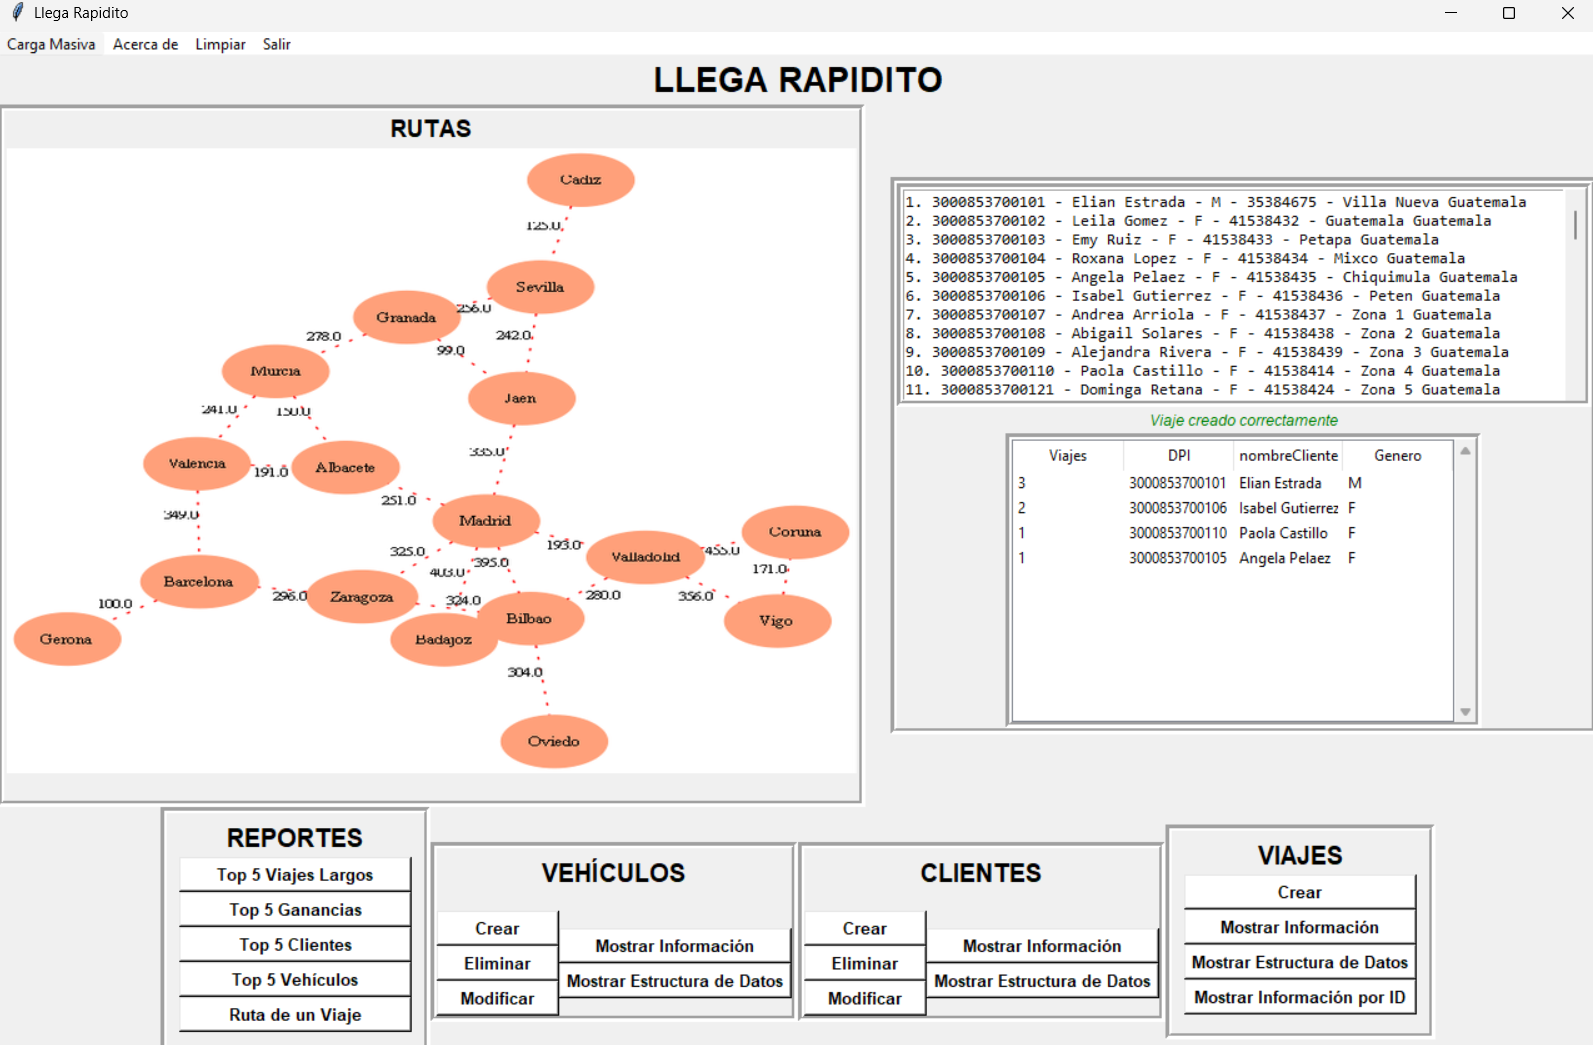 Llega Rapidito
Carga Masiva Acerca de Limpiar Salir
LLEGA RAPIDITO
RUTAS
Cadiz
125.0
Sevilla
256.0
Granada
242.0
278.0
99.0
Murcia
Jaen
241.0
150.0
335.0
Valencia
191.0
Albacete
251.0
349.0
Madrid
193.0
Coruna
455.0
Valladolid
325.0
403.0
395.0
171.0
Barcelona
296.0
Zaragoza
324.0
280.0
356.0
100.0
Bilbao
Vigo
Gerona
Badajoz
304.0
Oviedo
1. 3000853700101 - Elian Estrada - M - 35384675 - Villa Nueva Guatemala
2. 3000853700102 - Leila Gomez - F - 41538432 - Guatemala Guatemala
3. 3000853700103 - Emy Ruiz - F - 41538433 - Petapa Guatemala
4. 3000853700104 - Roxana Lopez - F - 41538434 - Mixco Guatemala
5. 3000853700105 - Angela Pelaez - F - 41538435 - Chiquimula Guatemala
6. 3000853700106 - Isabel Gutierrez - F - 41538436 - Peten Guatemala
7. 3000853700107 - Andrea Arriola - F - 41538437 - Zona 1 Guatemala
8. 3000853700108 - Abigail Solares - F - 41538438 - Zona 2 Guatemala
9. 3000853700109 - Alejandra Rivera - F - 41538439 - Zona 3 Guatemala
10. 3000853700110 - Paola Castillo - F - 41538414 - Zona 4 Guatemala
11. 3000853700121 - Dominga Retana - F - 41538424 - Zona 5 Guatemala
Viaje creado correctamente
Viajes DPI nombreCliente Genero
3 3000853700101 Elian Estrada M
2 3000853700106 Isabel Gutierrez F
1 3000853700110 Paola Castillo F
1 3000853700105 Angela Pelaez F
REPORTES
Top 5 Viajes Largos
Top 5 Ganancias
Top 5 Clientes
Top 5 Vehículos
Ruta de un Viaje
VEHÍCULOS
Crear
Eliminar
Modificar
Mostrar Información
Mostrar Estructura de Datos
CLIENTES
Crear
Eliminar
Modificar
Mostrar Información
Mostrar Estructura de Datos
VIAJES
Crear
Mostrar Información
Mostrar Estructura de Datos
Mostrar Información por ID